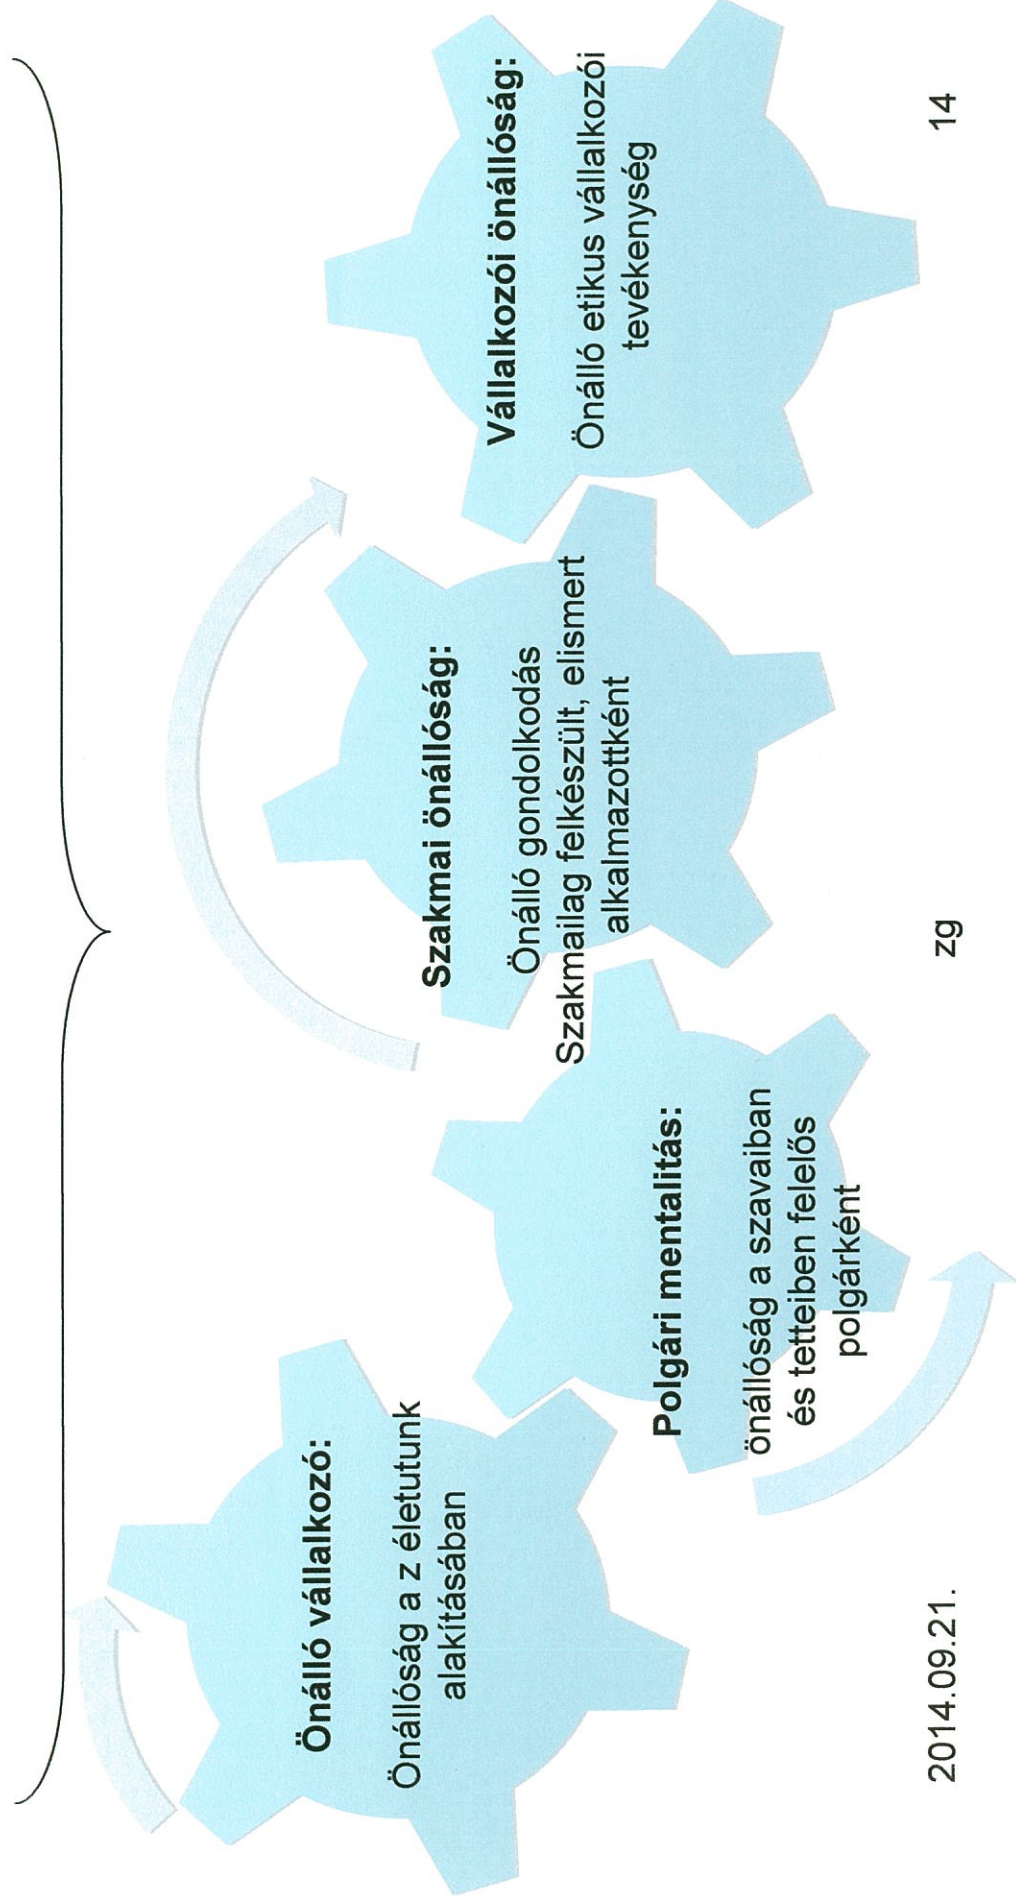 Önálló vállalkozó:
Önállóság a z életutunk
alakításában
Polgári mentalitás:
önállóság a szavaiban
és tetteiben felelős
polgárként
Szakmai önállóság:
Önálló gondolkodás
Szakmailag felkészült, elismert
alkalmazottként
Vállalkozói önállóság:
Önálló etikus vállalkozói
tevékenység
2014.09.21.
zg
14